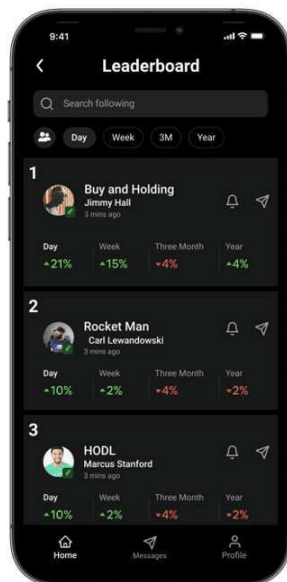 9:41
Leaderboard
Search following
Day Week 3M Year
1
Buy and Holding
Jimmy Hall
3 mins ago
Day Week Three Month Year
21% 15% 4% 4%
2
Rocket Man
Carl Lewandowski
3 mins ago
Day Week Three Month Year
10% 2% 4% 2%
3
HODL
Marcus Stanford
3 mins ago
Day Week Three Month Year
10% 2% 4% 2%
Home Messages Profile